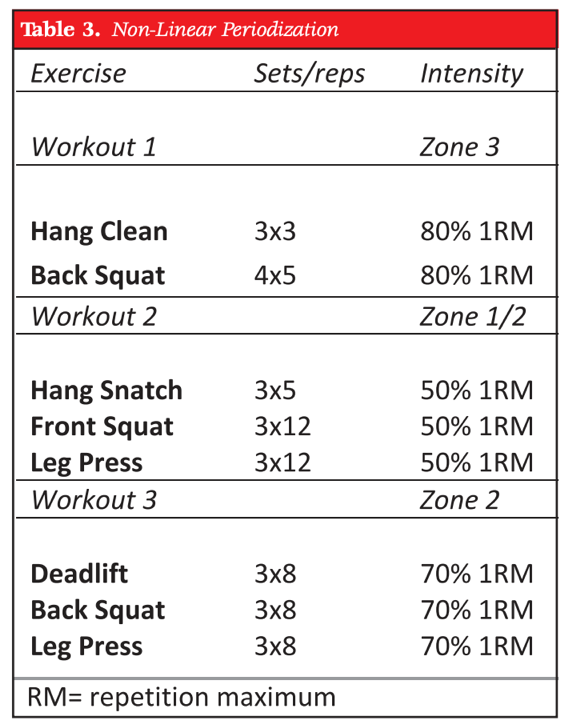 Table 3. Non-Linear Periodization
Exercise Sets/reps Intensity
Workout 1 Zone 3
Hang Clean 3x3 80% 1RM
Back Squat 4x5 80% 1RM
Workout 2 Zone 1/2
Hang Snatch 3x5 50% 1RM
Front Squat 3x12 50% 1RM
Leg Press 3x12 50% 1RM
Workout 3 Zone 2
Deadlift 3x8 70% 1RM
Back Squat 3x8 70% 1RM
Leg Press 3x8 70% 1RM
RM= repetition maximum